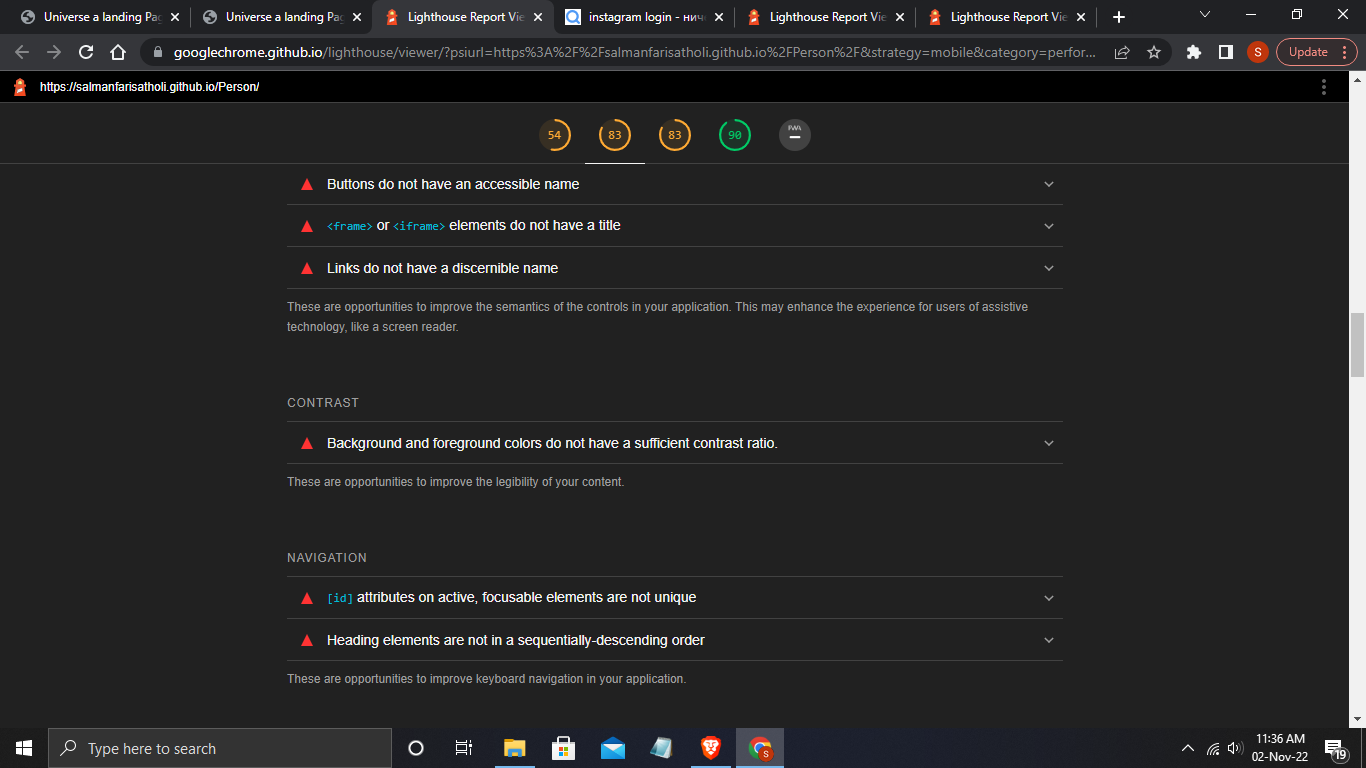 Universe a landing Pa
Universe a landing Pa
Lighthouse Report Vie
instagram login - нич
Lighthouse Report Vie
Lighthouse Report Vie
googlechrome.github.io/lighthouse/viewer/?psiurl=https%3A%2F%2Fsalmanfarisatholi.github.io%2FPerson%2F&strategy=mobile&category=perfor...
S
Update
https://salmanfarisatholi.github.io/Person/
54
83
83
90
PWA
Buttons do not have an accessible name
<frame> or <iframe> elements do not have a title
Links do not have a discernible name
These are opportunities to improve the semantics of the controls in your application. This may enhance the experience for users of assistive
technology, like a screen reader.
CONTRAST
Background and foreground colors do not have a sufficient contrast ratio.
These are opportunities to improve the legibility of your content.
NAVIGATION
[id] attributes on active, focusable elements are not unique
Heading elements are not in a sequentially-descending order
These are opportunities to improve keyboard navigation in your application.
Type here to search
S
11:36 AM
02-Nov-22
19